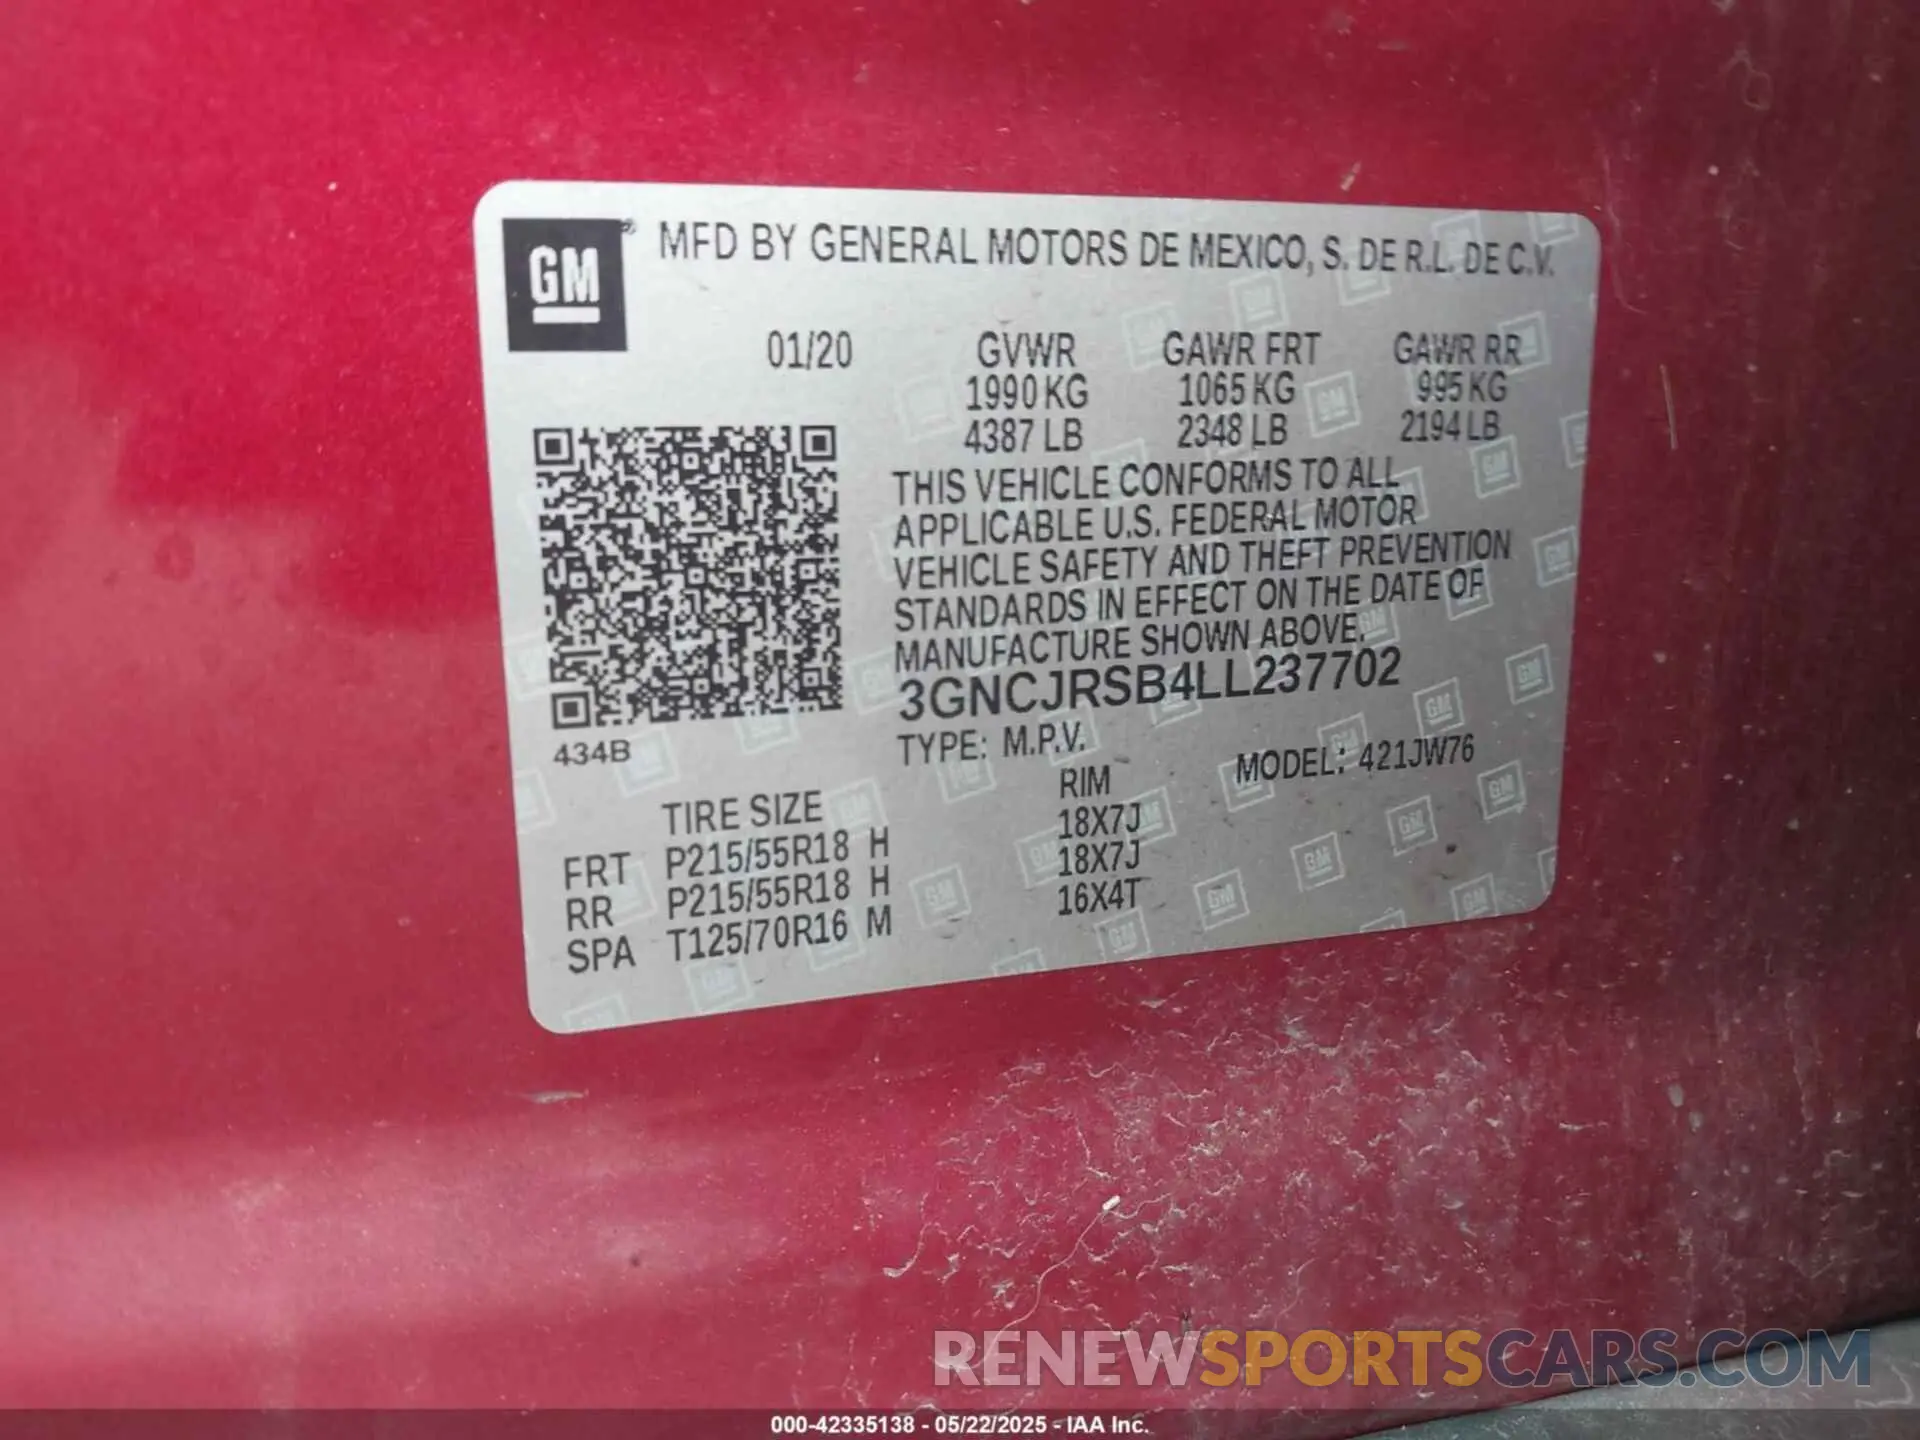 GM
MFD BY GENERAL MOTORS DE MEXICO, S. DE R.L. DE C.V.
01/20 GVWR GAWR FRT GAWR RR
1990 KG 1065 KG 995 KG
4387 LB 2348 LB 2194 LB
THIS VEHICLE CONFORMS TO ALL
APPLICABLE U.S. FEDERAL MOTOR
VEHICLE SAFETY AND THEFT PREVENTION
STANDARDS IN EFFECT ON THE DATE OF
MANUFACTURE SHOWN ABOVE.
3GNCJRSB4LL237702
434B
TYPE: M.P.V. MODEL: 421JW76
TIRE SIZE RIM
FRT P215/55R18 H 18X7J
RR P215/55R18 H 18X7J
SPA T125/70R16 M 16X4T
RENEWSPORTSCARS.COM
000-42335138 - 05/22/2025 - IAA Inc.